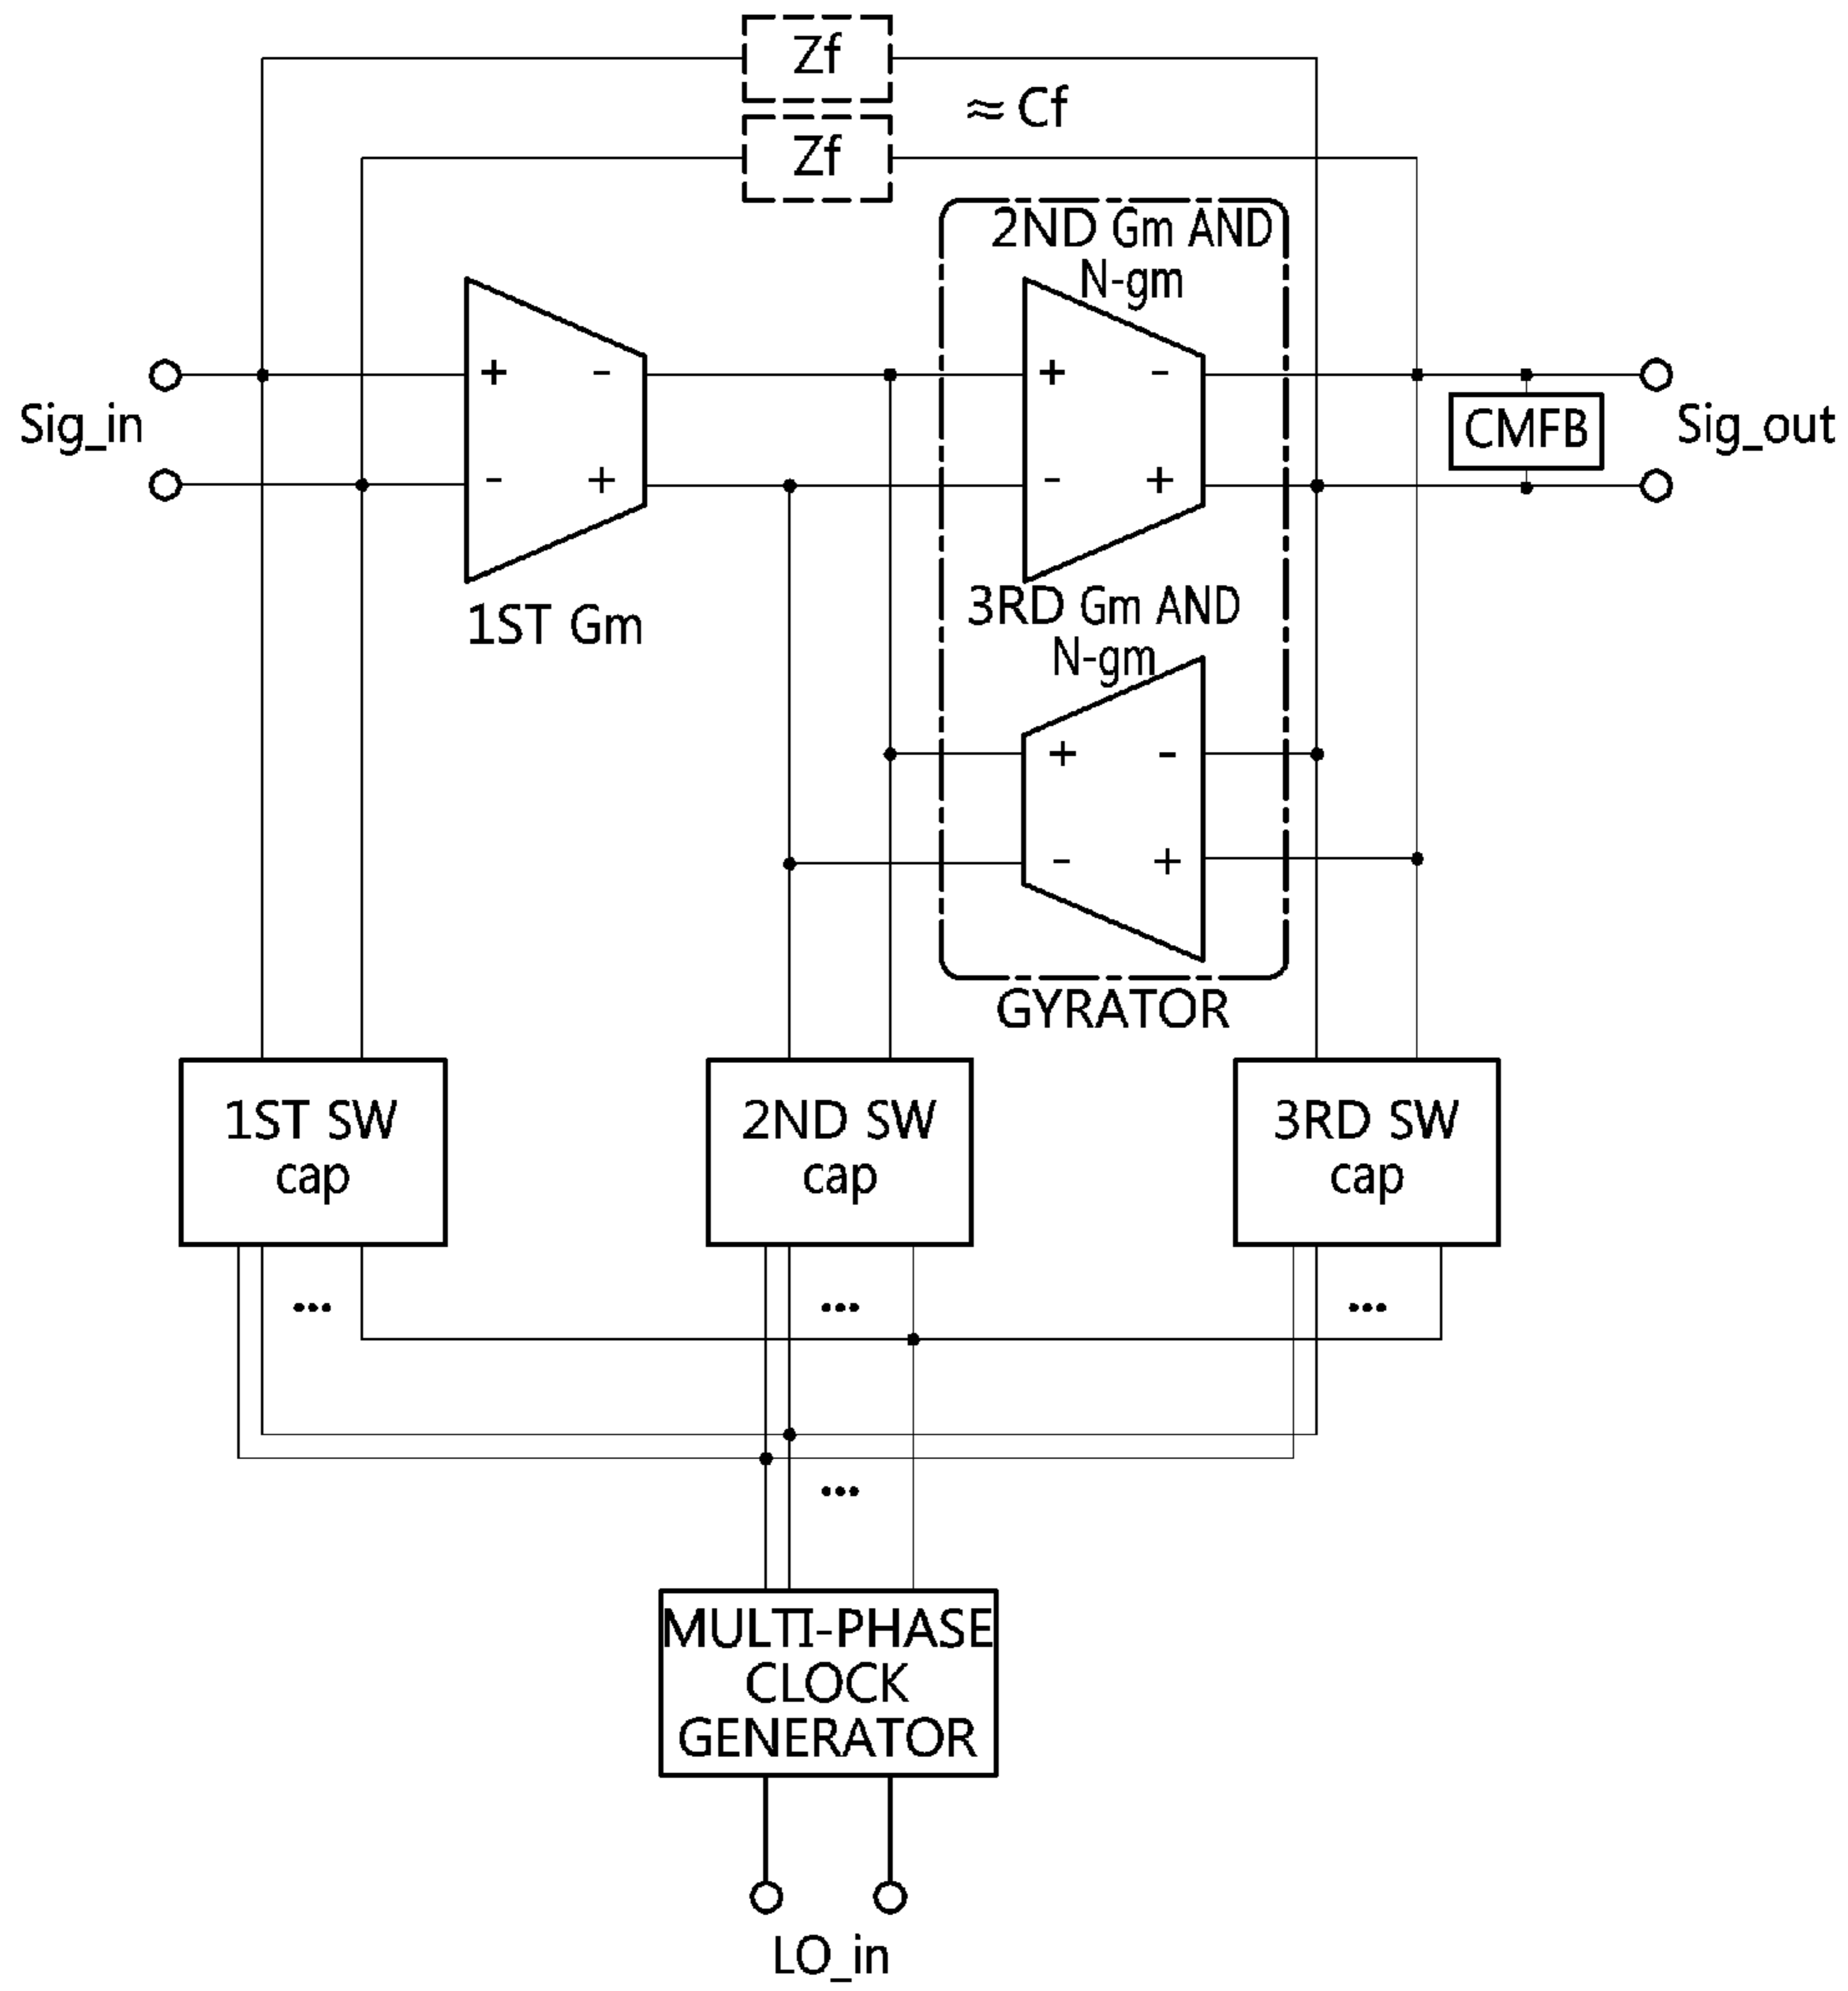 Zf
≈ Cf
Zf
2ND Gm AND
N-gm
+ -
+ -
Sig_in
CMFB
Sig_out
- +
- +
1ST Gm
3RD Gm AND
N-gm
+ -
- +
GYRATOR
1ST SW
cap
2ND SW
cap
3RD SW
cap
...
...
...
...
MULTI-PHASE
CLOCK
GENERATOR
LO_in